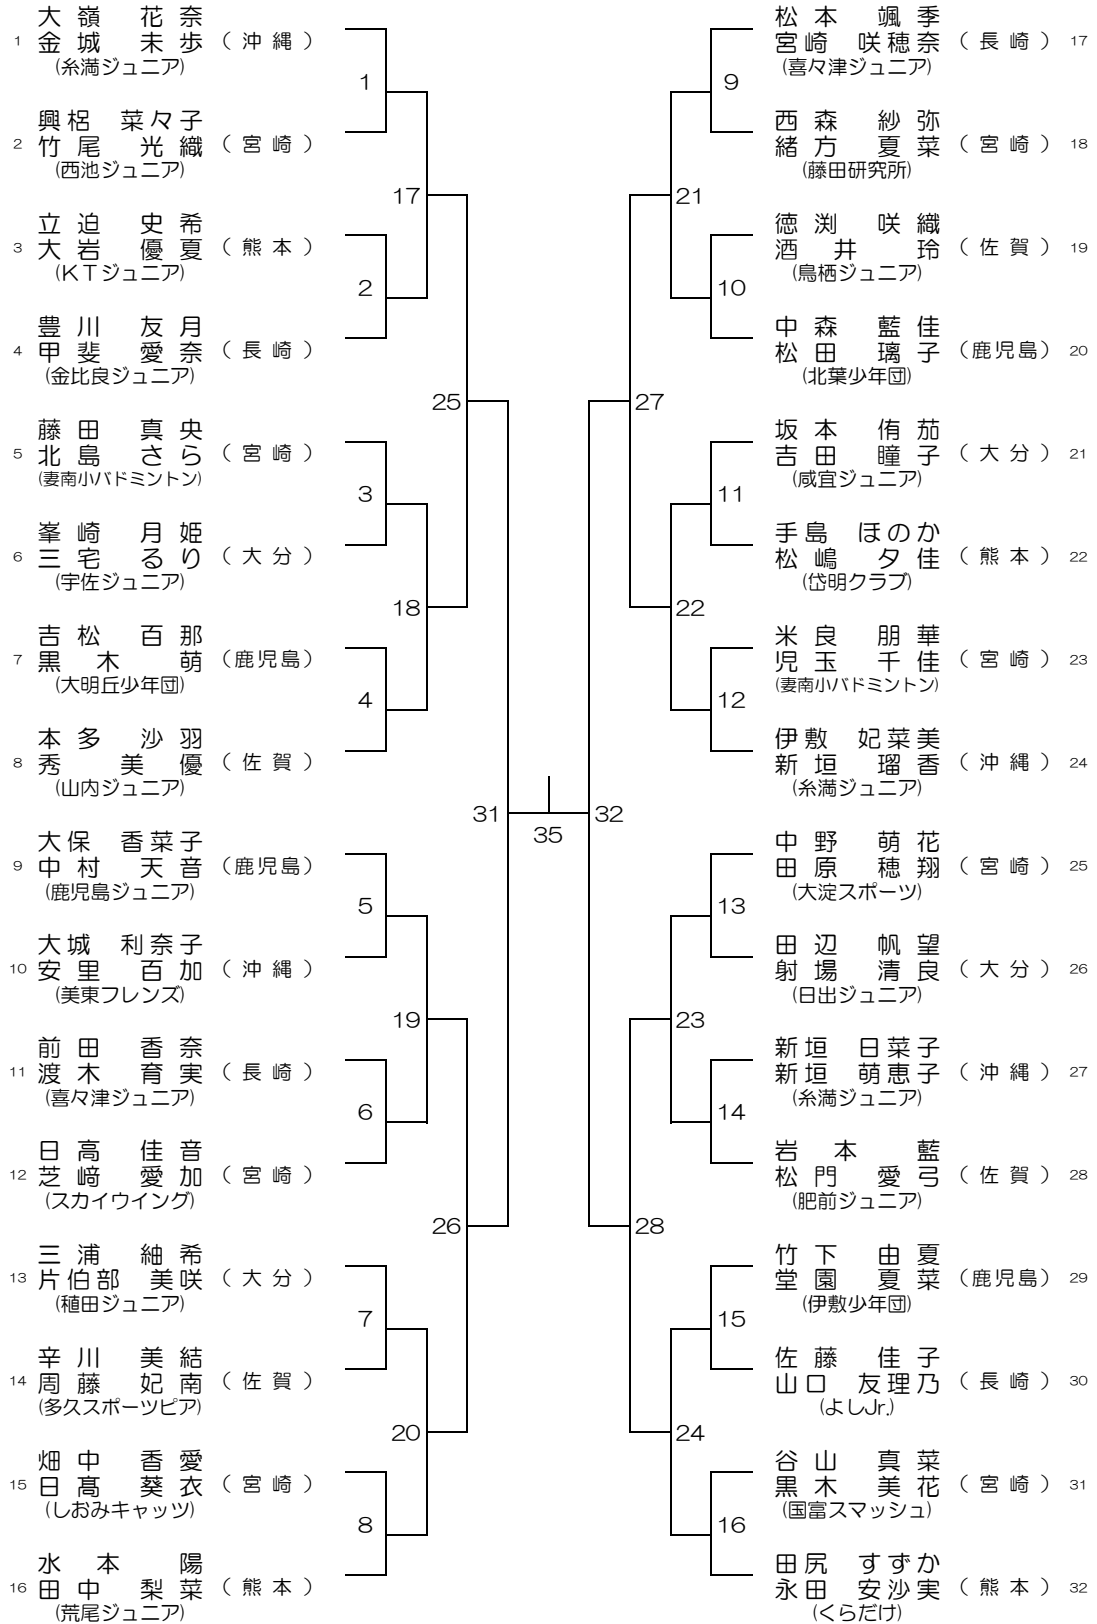 大嶺 花奈
1 金城 未歩 (沖縄)
(糸満ジュニア)
1
興梠 菜々子
2 竹尾 光織 (宮崎)
(西池ジュニア)
17
立迫 史希
3 大岩 優夏 (熊本)
(KTジュニア)
2
豊川 友月
4 甲斐 愛奈 (長崎)
(金比良ジュニア)
25
藤田 真央
5 北島 さら (宮崎)
(妻南小バドミントン)
3
峯崎 月姫
6 三宅 るり (大分)
(宇佐ジュニア)
18
吉松 百那
7 黒木 萌 (鹿児島)
(大明丘少年団)
4
本多 沙羽
8 秀 美優 (佐賀)
(山内ジュニア)
31
大保 香菜子
9 中村 天音 (鹿児島)
(鹿児島ジュニア)
5
大城 利奈子
10 安里 百加 (沖縄)
(美東フレンズ)
19
前田 香奈
11 渡木 育実 (長崎)
(喜々津ジュニア)
6
日高 佳音
12 芝﨑 愛加 (宮崎)
(スカイウイング)
26
三浦 紬希
13 片伯部 美咲 (大分)
(稙田ジュニア)
7
辛川 美結
14 周藤 妃南 (佐賀)
(多久スポーツピア)
20
畑中 香愛
15 日髙 葵衣 (宮崎)
(しおみキャッツ)
8
水本 陽
16 田中 梨菜 (熊本)
(荒尾ジュニア)
35
松本 颯季
宮崎 咲穂奈 (長崎) 17
(喜々津ジュニア)
9
西森 紗弥
緒方 夏菜 (宮崎) 18
(藤田研究所)
21
徳渕 咲織
酒井 玲 (佐賀) 19
(鳥栖ジュニア)
10
中森 藍佳
松田 璃子 (鹿児島) 20
(北葉少年団)
27
坂本 侑茄
吉田 瞳子 (大分) 21
(咸宜ジュニア)
11
手島 ほのか
松嶋 夕佳 (熊本) 22
(岱明クラブ)
22
米良 朋華
児玉 千佳 (宮崎) 23
(妻南小バドミントン)
12
伊敷 妃菜美
新垣 瑠香 (沖縄) 24
(糸満ジュニア)
32
中野 萌花
田原 穂翔 (宮崎) 25
(大淀スポーツ)
13
田辺 帆望
射場 清良 (大分) 26
(日出ジュニア)
23
新垣 日菜子
新垣 萌恵子 (沖縄) 27
(糸満ジュニア)
14
岩本 藍
松門 愛弓 (佐賀) 28
(肥前ジュニア)
28
竹下 由夏
堂園 夏菜 (鹿児島) 29
(伊敷少年団)
15
佐藤 佳子
山口 友理乃 (長崎) 30
(よしJr.)
24
谷山 真菜
黒木 美花 (宮崎) 31
(国富スマッシュ)
16
田尻 すずか
永田 安沙実 (熊本) 32
(くらだけ)